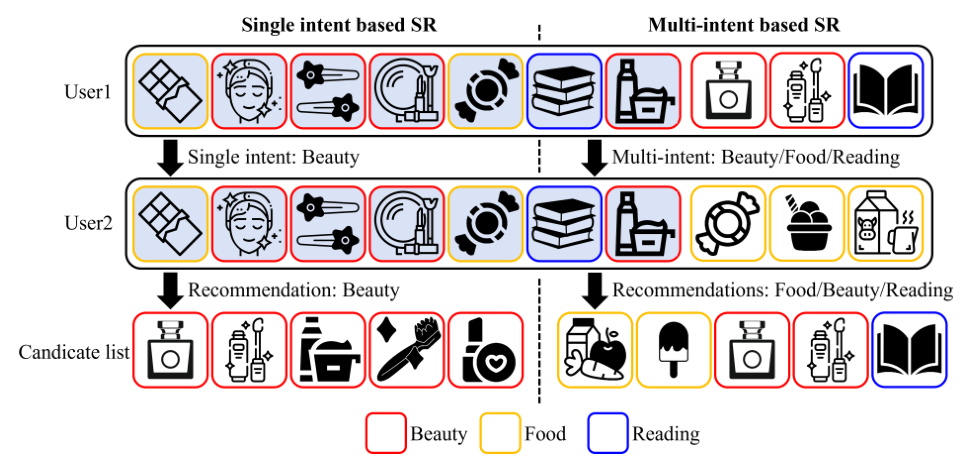 Single intent based SR
Multi-intent based SR
User1
Single intent: Beauty
Multi-intent: Beauty/Food/Reading
User2
Recommendation: Beauty
Recommendations: Food/Beauty/Reading
Candicate list
Beauty
Food
Reading